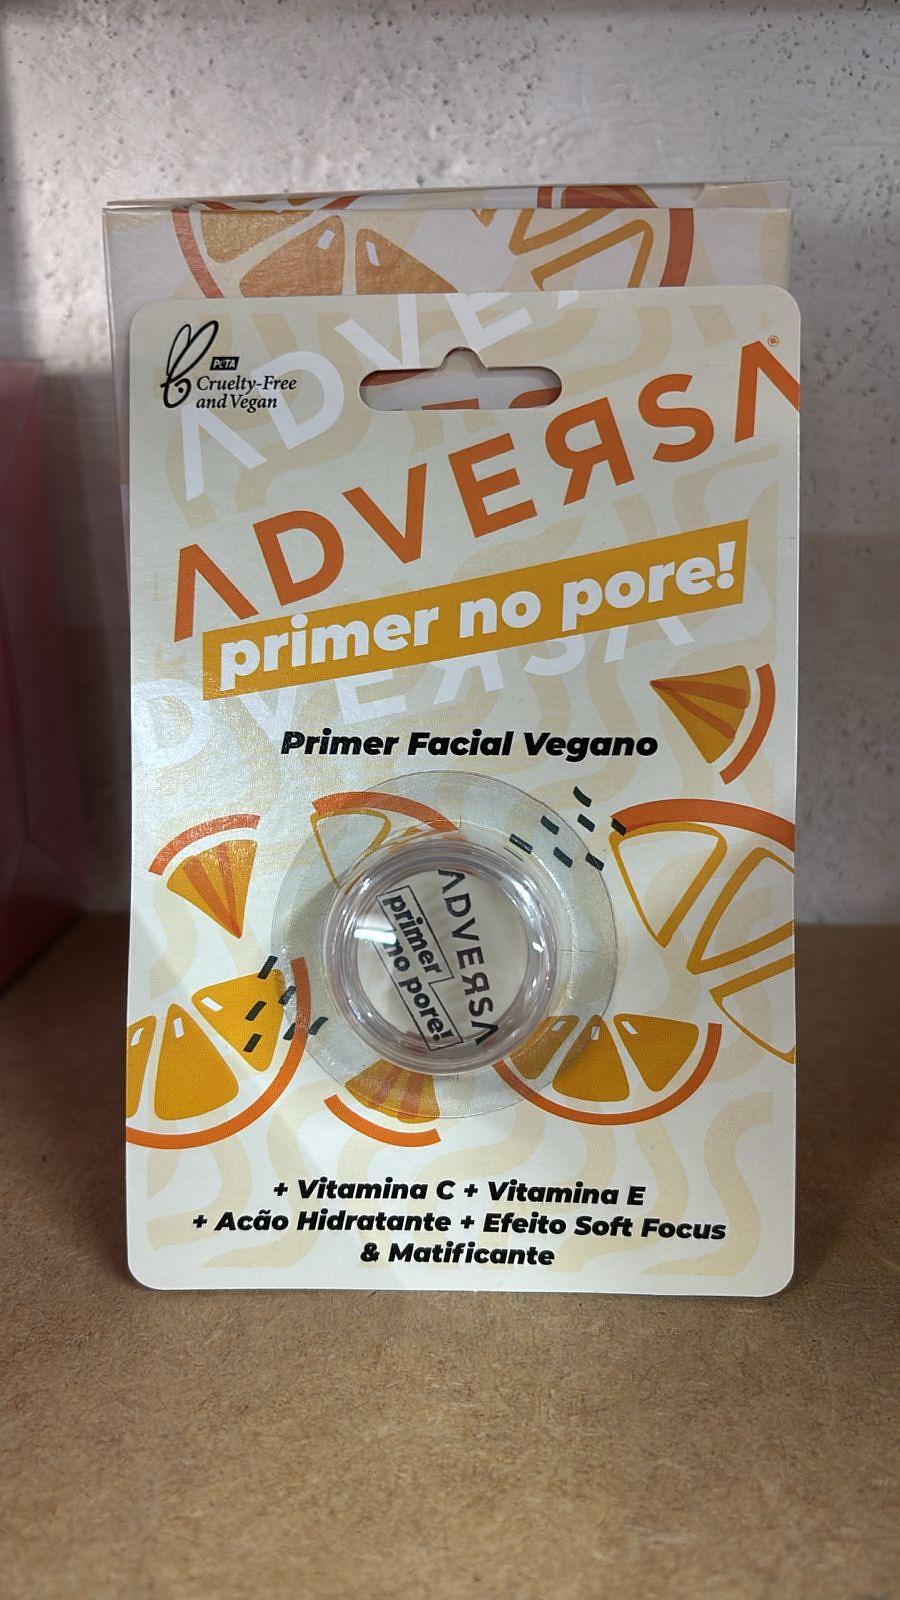 PETA
Cruelty-Free
and Vegan
ADVERSA®
primer no pore!
Primer Facial Vegano
ADVERSA
primer
no pore!
+ Vitamina C + Vitamina E
+ Acão Hidratante + Efeito Soft Focus
& Matificante